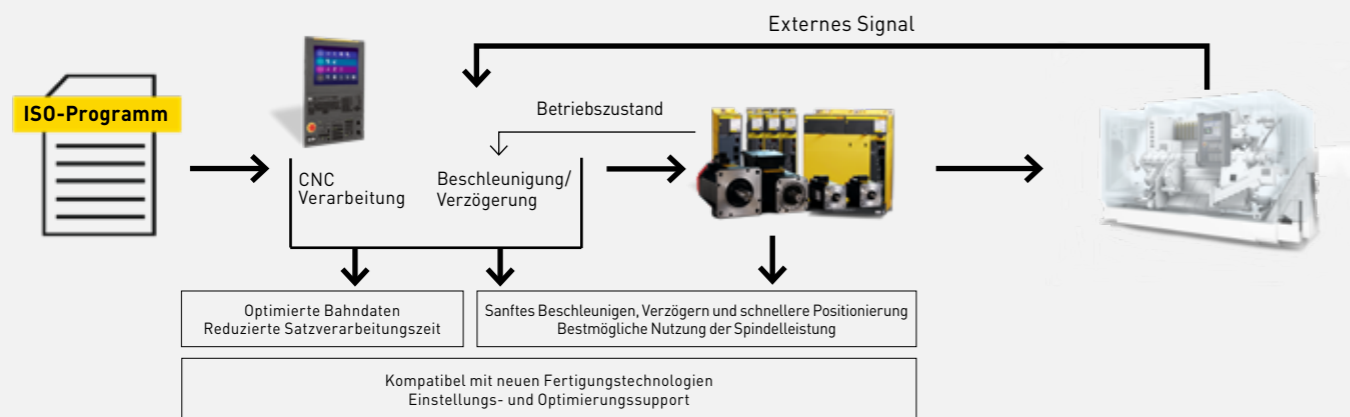 Externes Signal
ISO-Programm
Betriebszustand
CNC
Verarbeitung
Beschleunigung/
Verzögerung
Optimierte Bahndaten
Reduzierte Satzverarbeitungszeit
Sanftes Beschleunigen, Verzögern und schnellere Positionierung
Bestmögliche Nutzung der Spindelleistung
Kompatibel mit neuen Fertigungstechnologien
Einstellungs- und Optimierungssupport